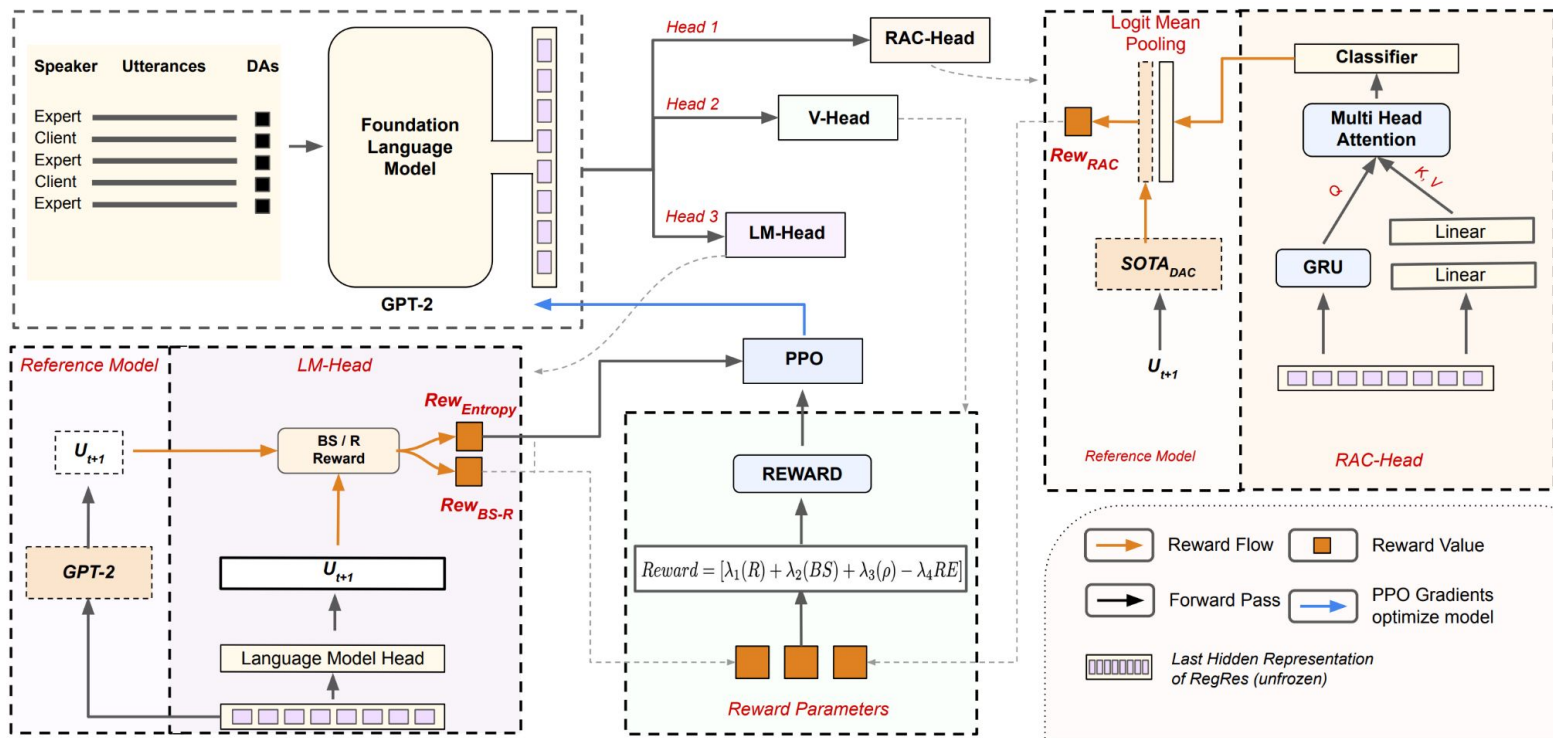 Speaker Utterances DAs
Expert
Client
Expert
Client
Expert
Foundation
Language
Model
GPT-2
Head 1
RAC-Head
Head 2
V-Head
Head 3
LM-Head
Logit Mean
Pooling
Rew_RAC
SOTA_DAC
U_t+1
Reference Model
Classifier
Multi Head
Attention
Q
K, V
Linear
GRU
Linear
RAC-Head
Reference Model
LM-Head
U_t+1
GPT-2
BS / R
Reward
Rew_Entropy
Rew_BS-R
U_t+1
Language Model Head
PPO
REWARD
Reward = [λ₁(R) + λ₂(BS) + λ₃(ρ) − λ₄RE]
Reward Parameters
Reward Flow
Reward Value
Forward Pass
PPO Gradients
optimize model
Last Hidden Representation
of RegRes (unfrozen)